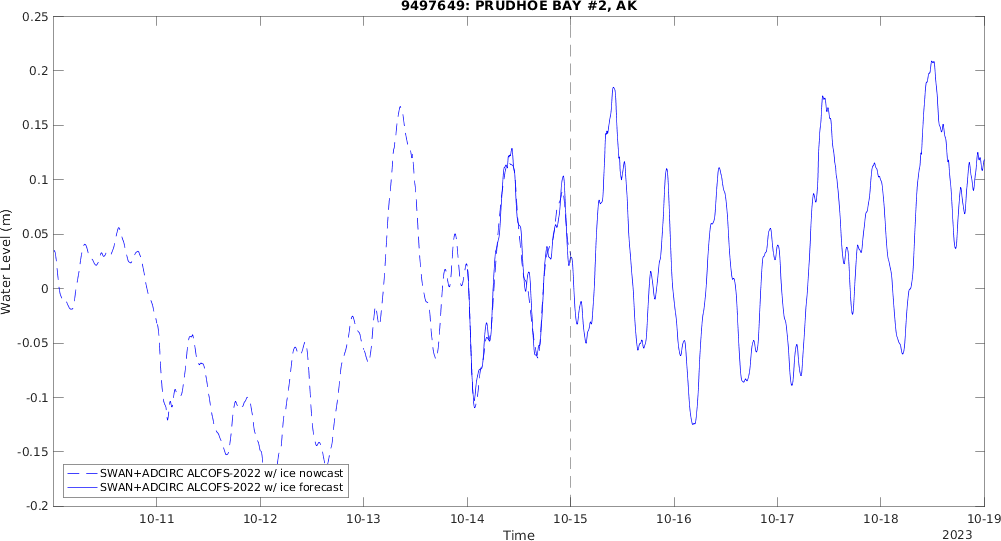 9497649: PRUDHOE BAY #2, AK
0.25
0.2
0.15
0.1
0.05
0
-0.05
-0.1
-0.15
-0.2
Water Level (m)
SWAN+ADCIRC ALCOFS-2022 w/ ice nowcast
SWAN+ADCIRC ALCOFS-2022 w/ ice forecast
10-11 10-12 10-13 10-14 10-15 10-16 10-17 10-18 10-19
Time
2023